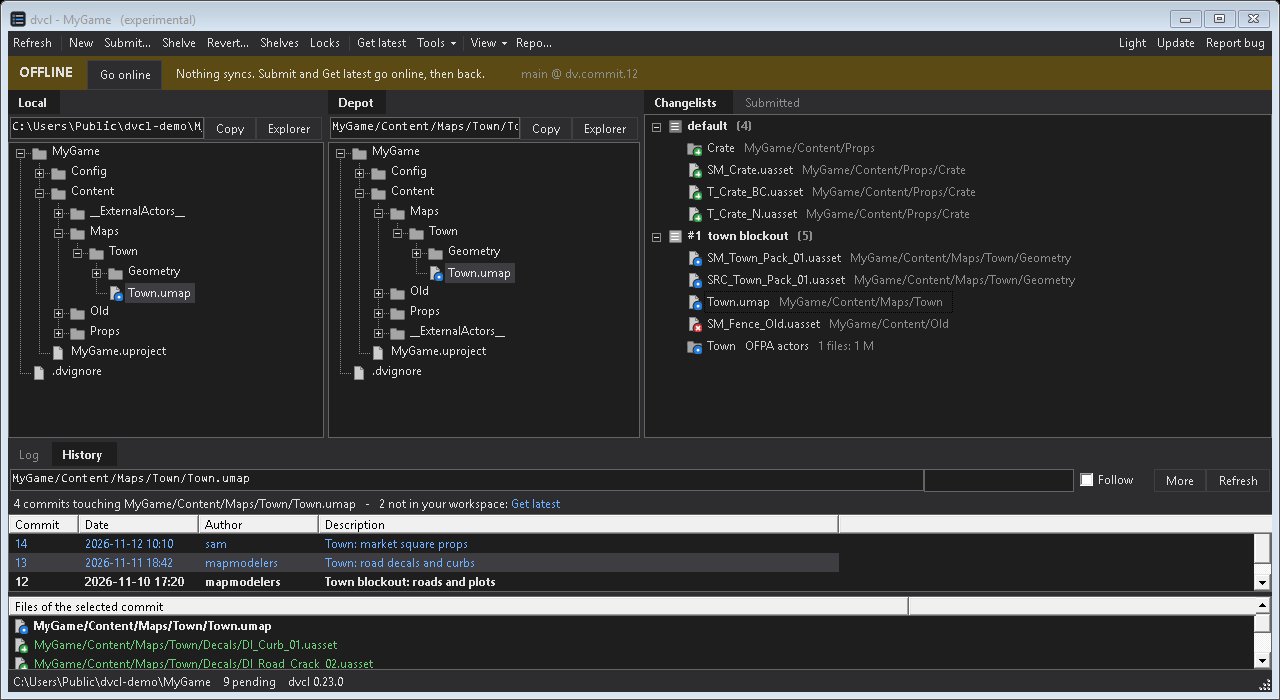 dvcl - MyGame (experimental)
Refresh New Submit... Shelve Revert... Shelves Locks Get latest Tools View Repo... Light Update Report bug
OFFLINE Go online Nothing syncs. Submit and Get latest go online, then back. main @ dv.commit.12
Local
C:\Users\Public\dvcl-demo\M Copy Explorer
MyGame
Config
Content
__ExternalActors__
Maps
Town
Geometry
Town.umap
Old
Props
MyGame.uproject
.dvignore
Depot
MyGame/Content/Maps/Town/To Copy Explorer
MyGame
Config
Content
Maps
Town
Geometry
Town.umap
Old
Props
__ExternalActors__
MyGame.uproject
.dvignore
Changelists Submitted
default (4)
Crate MyGame/Content/Props
SM_Crate.uasset MyGame/Content/Props/Crate
T_Crate_BC.uasset MyGame/Content/Props/Crate
T_Crate_N.uasset MyGame/Content/Props/Crate
#1 town blockout (5)
SM_Town_Pack_01.uasset MyGame/Content/Maps/Town/Geometry
SRC_Town_Pack_01.uasset MyGame/Content/Maps/Town/Geometry
Town.umap MyGame/Content/Maps/Town
SM_Fence_Old.uasset MyGame/Content/Old
Town OFPA actors 1 files: 1 M
Log History
MyGame/Content/Maps/Town/Town.umap Follow More Refresh
4 commits touching MyGame/Content/Maps/Town/Town.umap - 2 not in your workspace: Get latest
Commit Date Author Description
14 2026-11-12 10:10 sam Town: market square props
13 2026-11-11 18:42 mapmodelers Town: road decals and curbs
12 2026-11-10 17:20 mapmodelers Town blockout: roads and plots
Files of the selected commit
MyGame/Content/Maps/Town/Town.umap
MyGame/Content/Maps/Town/Decals/DI_Curb_01.uasset
MyGame/Content/Maps/Town/Decals/DI_Road_Crack_02.uasset
C:\Users\Public\dvcl-demo\MyGame 9 pending dvcl 0.23.0